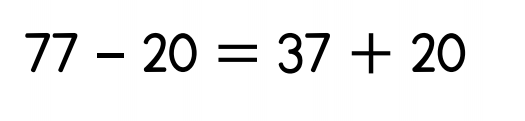 77 – 20 = 37 + 20